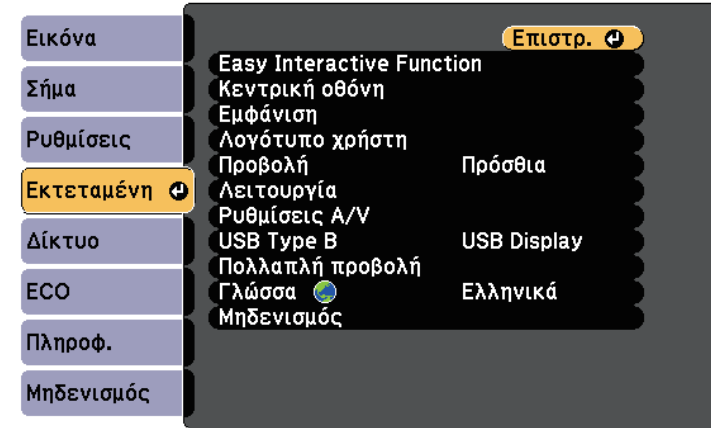 Εικόνα
Σήμα
Ρυθμίσεις
Εκτεταμένη
Δίκτυο
ECO
Πληροφ.
Μηδενισμός
Επιστρ.
Easy Interactive Function
Κεντρική οθόνη
Εμφάνιση
Λογότυπο χρήστη
Προβολή Πρόσθια
Λειτουργία
Ρυθμίσεις A/V
USB Type B USB Display
Πολλαπλή προβολή
Γλώσσα Ελληνικά
Μηδενισμός